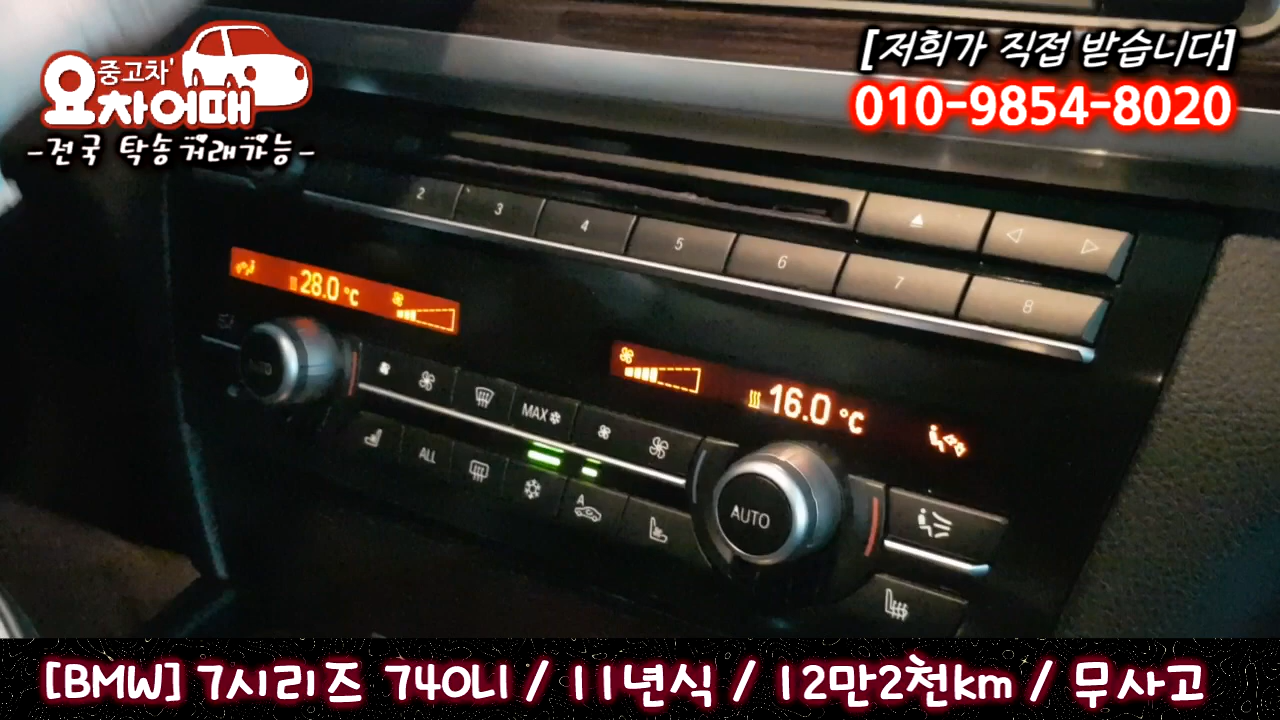 중고차'
요차어때
-전국 탁송거래가능-
[저희가 직접 받습니다]
010-9854-8020
2 3 4 5 6 7 8
28.0 °C
16.0 °C
AUTO
MAX
ALL
A
AUTO
[BMW] 7시리즈 740LI / 11년식 / 12만2천km / 무사고